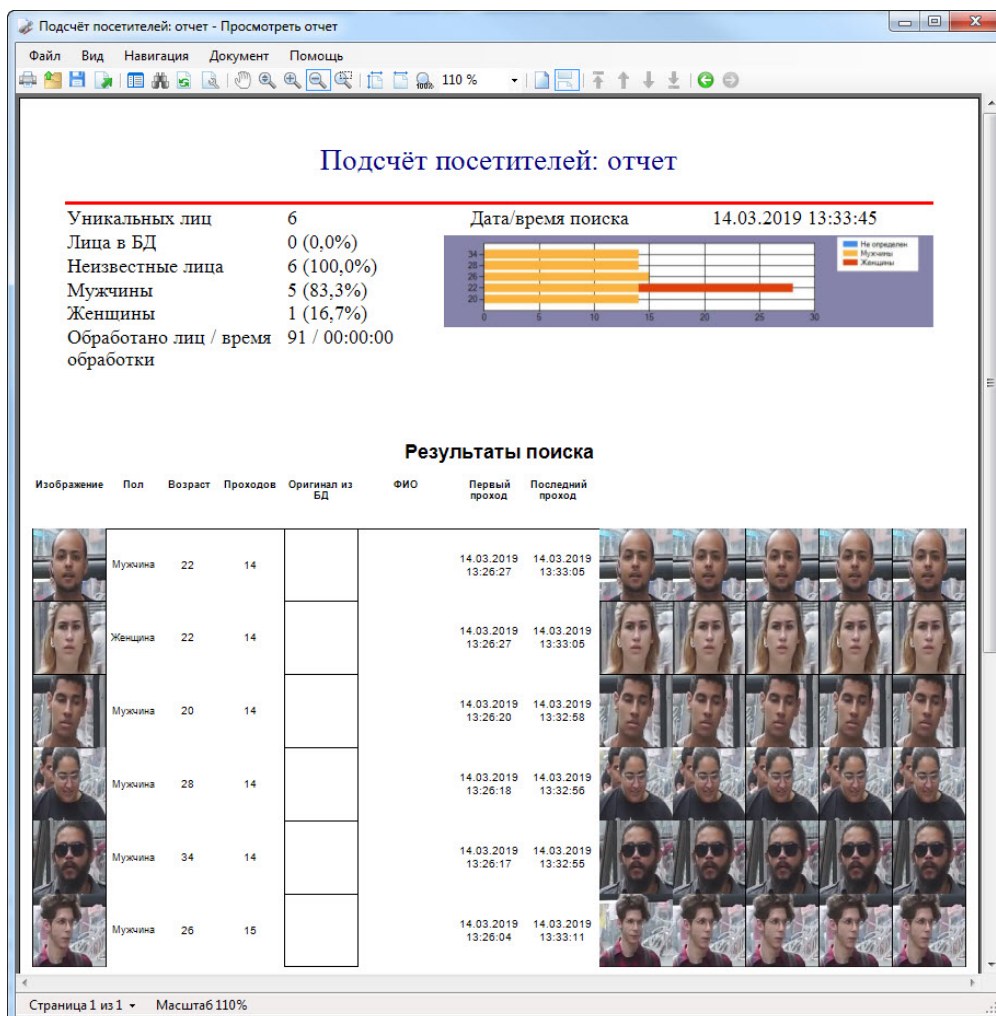 Подсчёт посетителей: отчет - Просмотреть отчет
Файл Вид Навигация Документ Помощь
100% 110 %
Подсчёт посетителей: отчет
Уникальных лиц 6 Дата/время поиска 14.03.2019 13:33:45
Лица в БД 0 (0,0%)
Неизвестные лица 6 (100,0%)
Мужчины 5 (83,3%)
Женщины 1 (16,7%)
Обработано лиц / время 91 / 00:00:00
обработки
Не определен
Мужчины
Женщины
34
28
26
22
20
0 5 10 15 20 25 30
Результаты поиска
Изображение Пол Возраст Проходов Оригинал из ФИО Первый Последний
БД проход проход
14.03.2019 14.03.2019
Мужчина 22 14
13:26:27 13:33:05
14.03.2019 14.03.2019
Женщина 22 14
13:26:27 13:33:05
14.03.2019 14.03.2019
Мужчина 20 14
13:26:20 13:32:58
14.03.2019 14.03.2019
Мужчина 28 14
13:26:18 13:32:56
14.03.2019 14.03.2019
Мужчина 34 14
13:26:17 13:32:55
14.03.2019 14.03.2019
Мужчина 26 15
13:26:04 13:33:11
Страница 1 из 1 Масштаб 110%